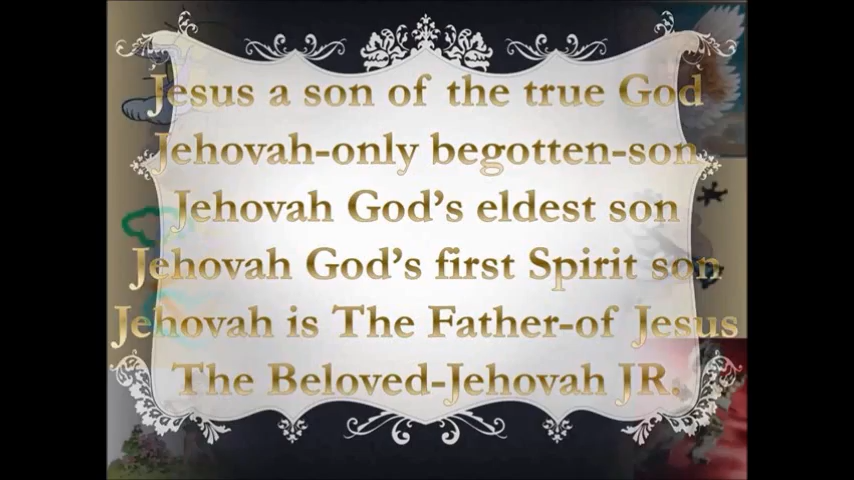 Jesus a son of the true God
Jehovah-only begotten-son
Jehovah God's eldest son
Jehovah God's first Spirit son
Jehovah is The Father-of Jesus
The Beloved-Jehovah JR.